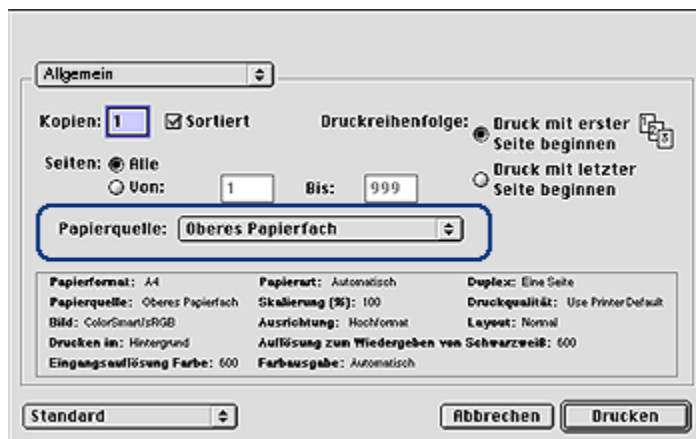 Allgemein
Kopien: 1 Sortiert Druckreihenfolge: Druck mit erster
Seite beginnen
1 2 3
Seiten: Alle Druck mit letzter
Von: 1 Bis: 999 Seite beginnen
Papierquelle: Oberes Papierfach
Papierformat: A4 Papierart: Automatisch Duplex: Eine Seite
Papierquelle: Oberes Papierfach Skalierung (%): 100 Druckqualität: Use Printer Default
Bild: ColorSmart/sRGB Ausrichtung: Hochformat Layout: Normal
Drucken im: Hintergrund Auflösung zum Wiedergeben von Schwarzweiß: 600
Eingangsauflösung Farbe: 600 Farbausgabe: Automatisch
Standard Abbrechen Drucken